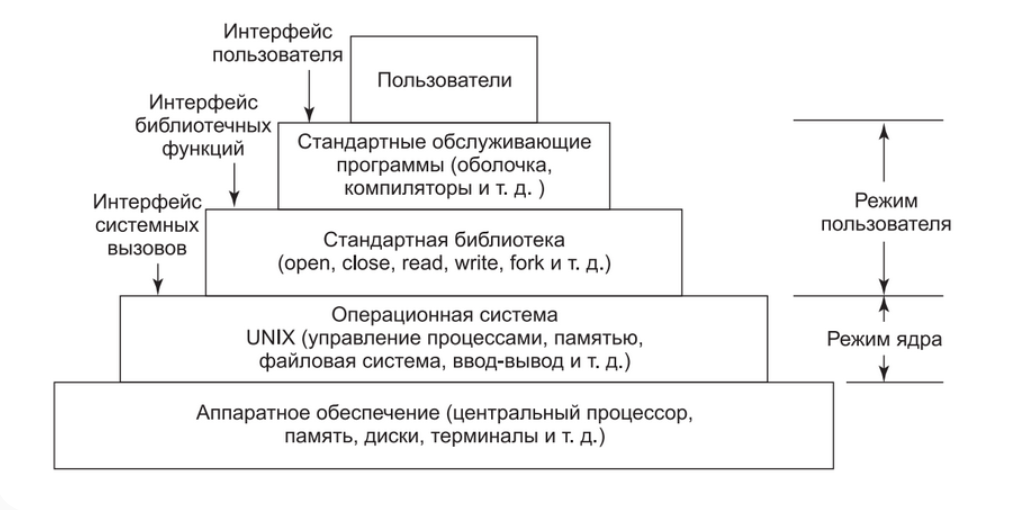 Интерфейс
пользователя
Пользователи
Интерфейс
библиотечных
функций
Стандартные обслуживающие
программы (оболочка,
компиляторы и т. д. )
Интерфейс
системных
вызовов
Стандартная библиотека
(open, close, read, write, fork и т. д.)
Режим
пользователя
Операционная система
UNIX (управление процессами, памятью,
файловая система, ввод-вывод и т. д.)
Режим ядра
Аппаратное обеспечение (центральный процессор,
память, диски, терминалы и т. д.)